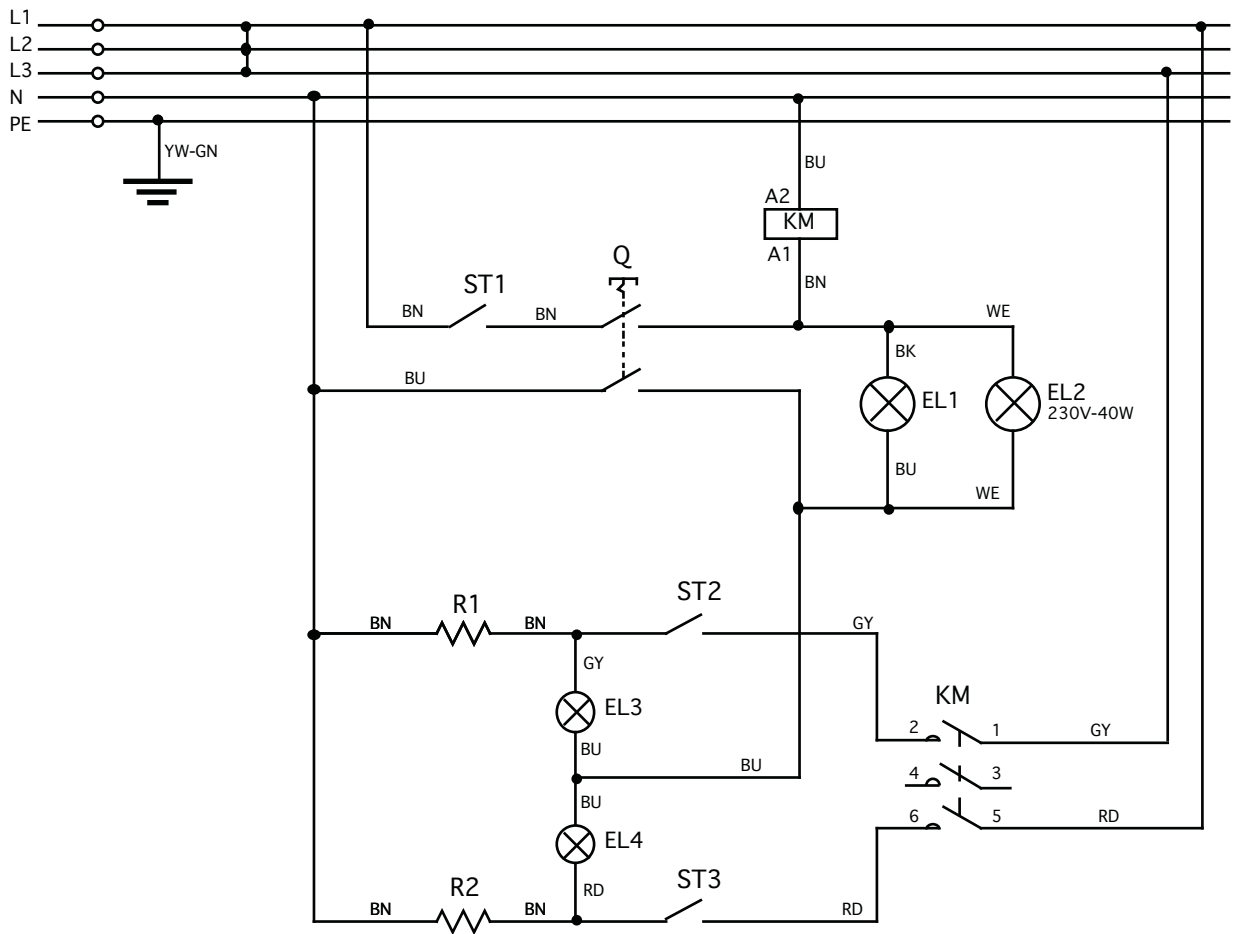 L1
L2
L3
N
PE
YW-GN
BU
A2
KM
A1
BN
Q
ST1
BN
BN
WE
BK
BU
EL1
EL2
230V-40W
BU
WE
ST2
R1
BN
BN
GY
GY
EL3
KM
BU
2
1
GY
BU
4
3
BU
6
5
RD
EL4
ST3
R2
RD
BN
BN
RD